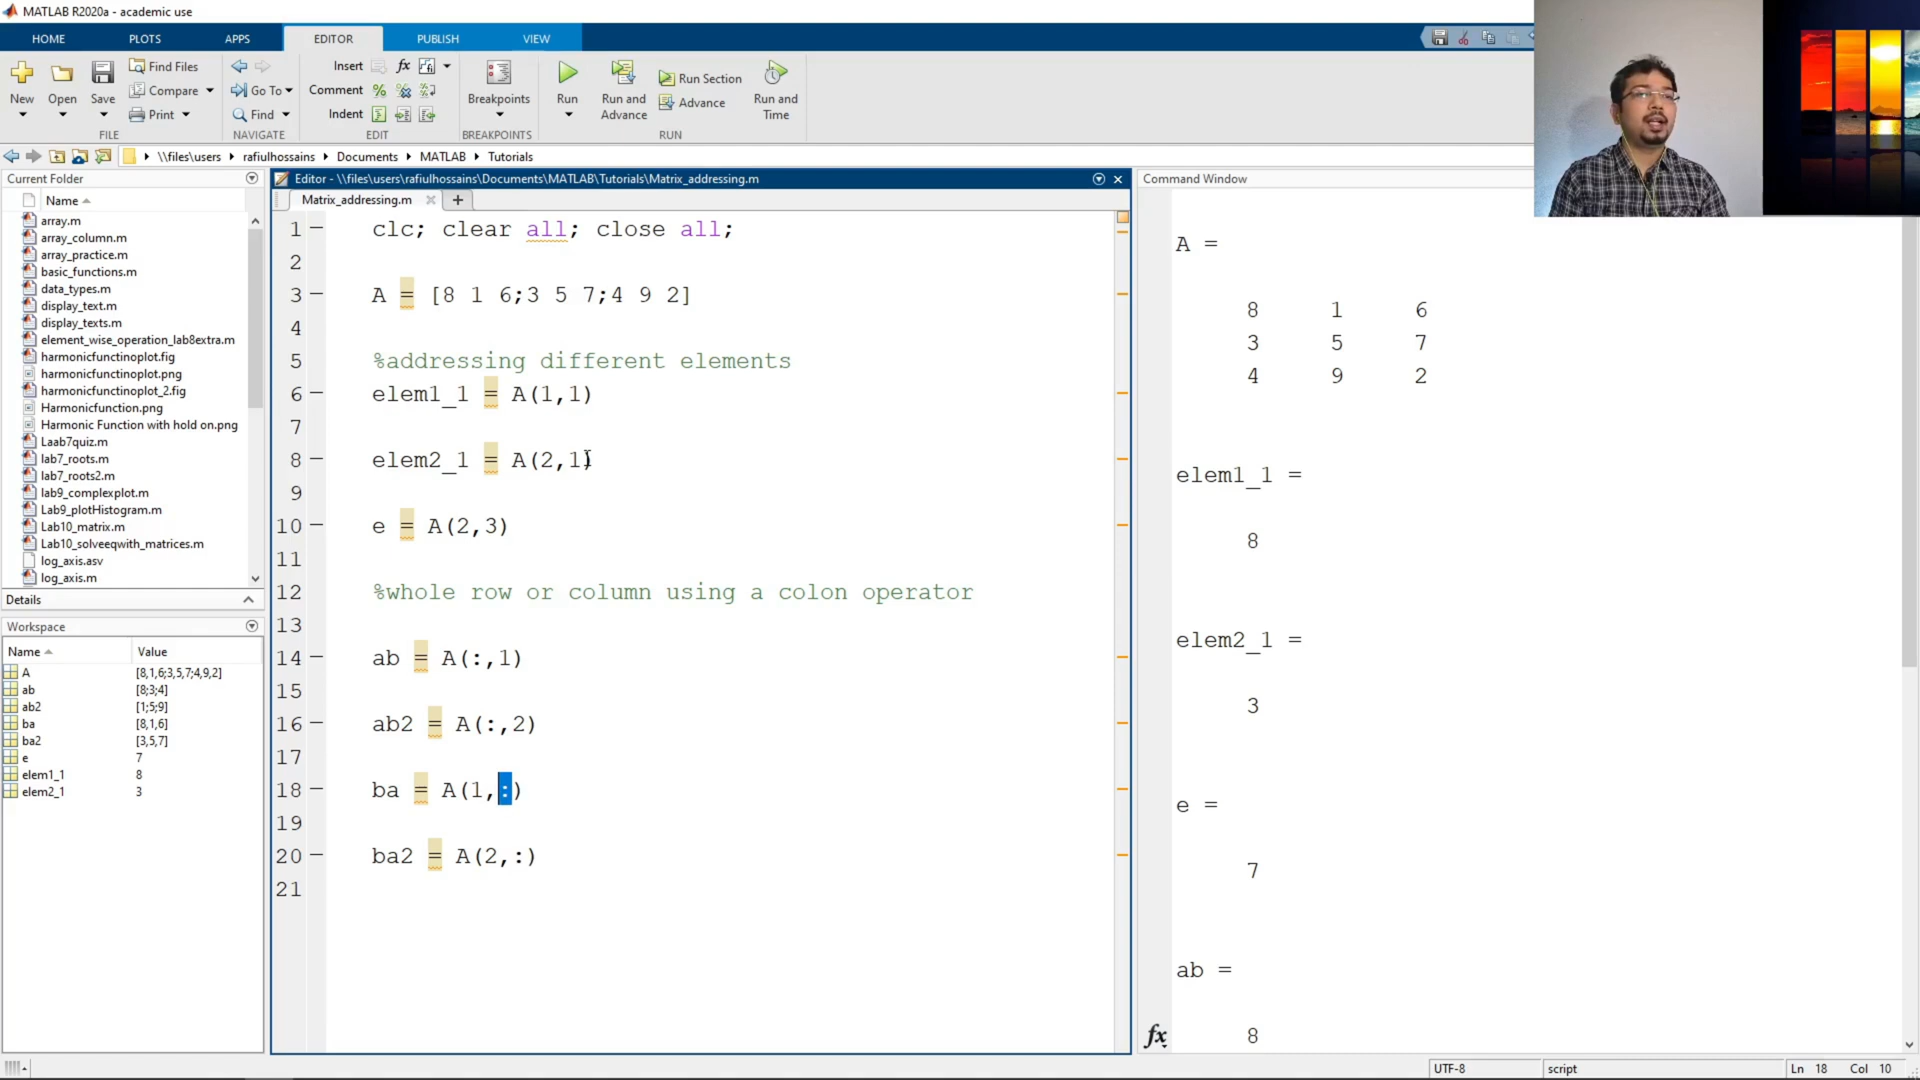 MATLAB R2020a - academic use
HOME PLOTS APPS EDITOR PUBLISH VIEW
New Open Save Find Files Compare Print
Go To Find
Insert fx Comment Indent
Breakpoints
Run Run and Advance Run Section Advance Run and Time
FILE NAVIGATE EDIT BREAKPOINTS RUN
\\files\users rafiulhossains Documents MATLAB Tutorials
Current Folder
Name
array.m
array_column.m
array_practice.m
basic_functions.m
data_types.m
display_text.m
display_texts.m
element_wise_operation_lab8extra.m
harmonicfunctinoplot.fig
harmonicfunctinoplot.png
harmonicfunctinoplot_2.fig
Harmonicfunction.png
Harmonic Function with hold on.png
Laab7quiz.m
lab7_roots.m
lab7_roots2.m
lab9_complexplot.m
Lab9_plotHistogram.m
Lab10_matrix.m
Lab10_solveeqwith_matrices.m
log_axis.asv
log_axis.m
Details
Workspace
Name Value
A [8,1,6;3,5,7;4,9,2]
ab [8;3;4]
ab2 [1;5;9]
ba [8,1,6]
ba2 [3,5,7]
e 7
elem1_1 8
elem2_1 3
Editor - \\files\users\rafiulhossains\Documents\MATLAB\Tutorials\Matrix_addressing.m
Matrix_addressing.m
1 clc; clear all; close all;
2
3 A = [8 1 6;3 5 7;4 9 2]
4
5 %addressing different elements
6 elem1_1 = A(1,1)
7
8 elem2_1 = A(2,1)
9
10 e = A(2,3)
11
12 %whole row or column using a colon operator
13
14 ab = A(:,1)
15
16 ab2 = A(:,2)
17
18 ba = A(1,:)
19
20 ba2 = A(2,:)
21
Command Window
A =
8 1 6
3 5 7
4 9 2
elem1_1 =
8
elem2_1 =
3
e =
7
ab =
8
fx
UTF-8 script Ln 18 Col 10